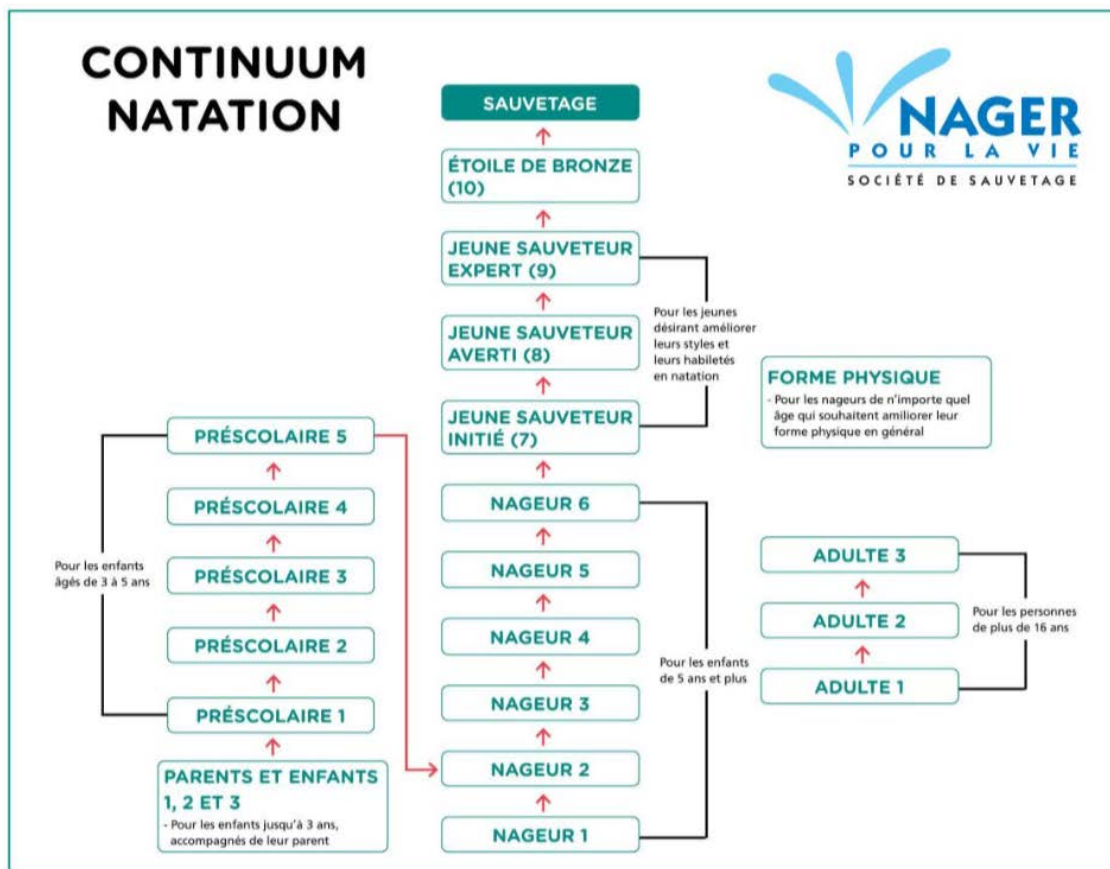 CONTINUUM
NATATION
NAGER
POUR LA VIE
SOCIÉTÉ DE SAUVETAGE
SAUVETAGE
ÉTOILE DE BRONZE
(10)
JEUNE SAUVETEUR
EXPERT (9)
JEUNE SAUVETEUR
AVERTI (8)
JEUNE SAUVETEUR
INITIÉ (7)
Pour les jeunes
désirant améliorer
leurs styles et
leurs habiletés
en natation
FORME PHYSIQUE
- Pour les nageurs de n'importe quel
âge qui souhaitent amiliorer leur
forme physique en général
PRÉSCOLAIRE 5
PRÉSCOLAIRE 4
PRÉSCOLAIRE 3
PRÉSCOLAIRE 2
PRÉSCOLAIRE 1
Pour les enfants
âgés de 3 à 5 ans
PARENTS ET ENFANTS
1, 2 ET 3
- Pour les enfants jusqu'à 3 ans,
accompagnés de leur parent
NAGEUR 6
NAGEUR 5
NAGEUR 4
NAGEUR 3
NAGEUR 2
NAGEUR 1
Pour les enfants
de 5 ans et plus
ADULTE 3
ADULTE 2
ADULTE 1
Pour les personnes
de plus de 16 ans